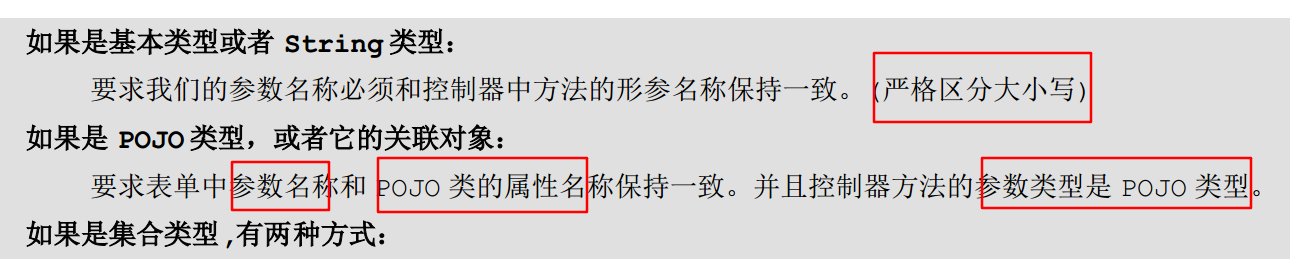 如果是基本类型或者 String 类型：
要求我们的参数名称必须和控制器中方法的形参名称保持一致。(严格区分大小写)
如果是 POJO 类型，或者它的关联对象：
要求表单中参数名称和 POJO 类的属性名称保持一致。并且控制器方法的参数类型是 POJO 类型。
如果是集合类型,有两种方式：